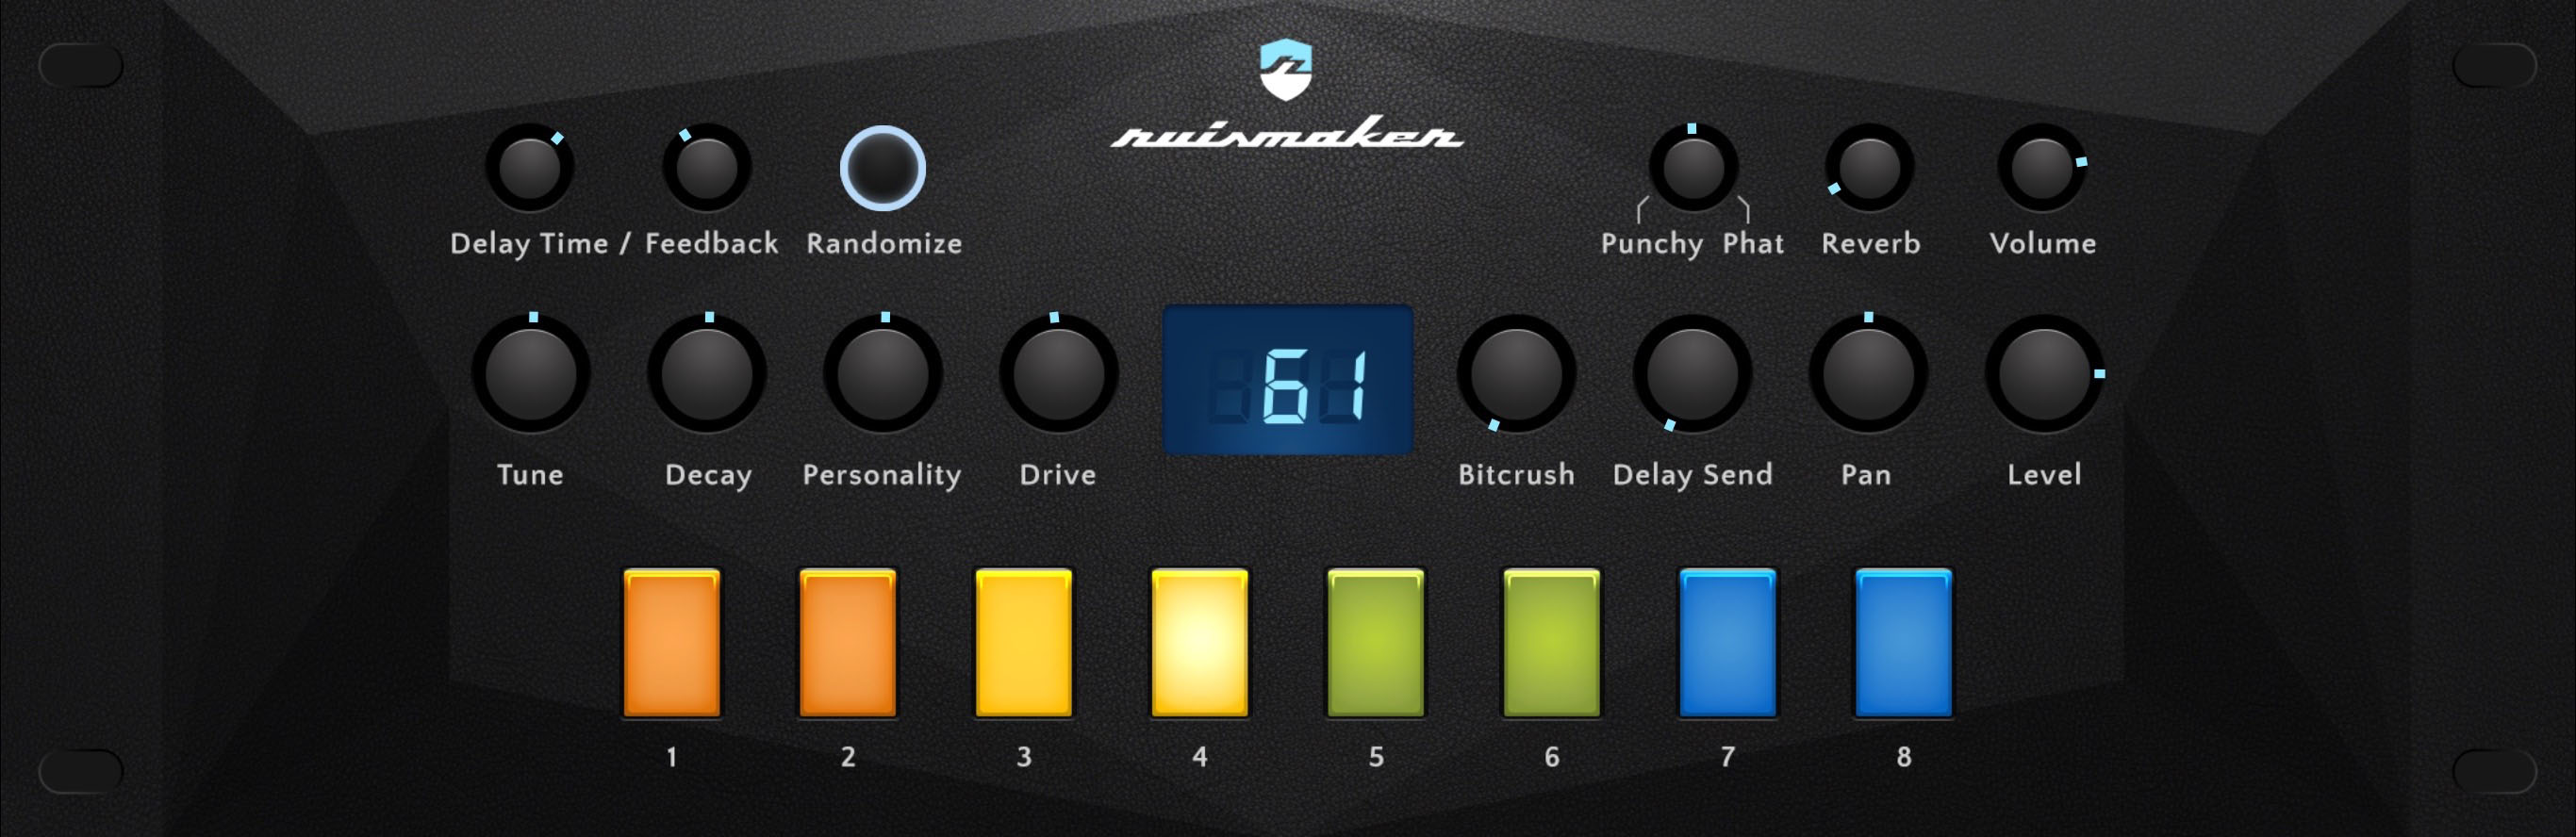 ruismaker
Delay Time / Feedback Randomize
Punchy Phat Reverb Volume
61
Tune Decay Personality Drive
Bitcrush Delay Send Pan Level
1 2 3 4 5 6 7 8